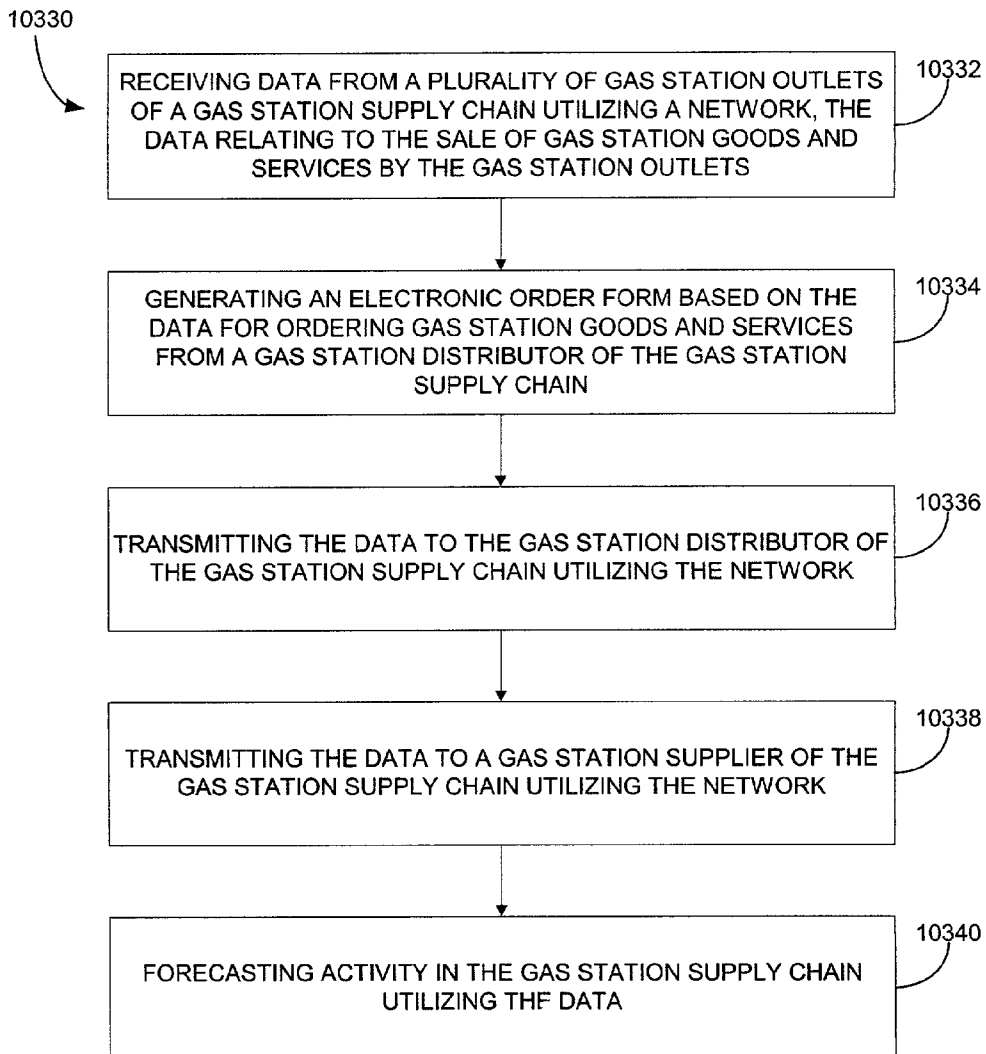 10330
RECEIVING DATA FROM A PLURALITY OF GAS STATION OUTLETS
OF A GAS STATION SUPPLY CHAIN UTILIZING A NETWORK, THE
DATA RELATING TO THE SALE OF GAS STATION GOODS AND
SERVICES BY THE GAS STATION OUTLETS
10332
GENERATING AN ELECTRONIC ORDER FORM BASED ON THE
DATA FOR ORDERING GAS STATION GOODS AND SERVICES
FROM A GAS STATION DISTRIBUTOR OF THE GAS STATION
SUPPLY CHAIN
10334
TRANSMITTING THE DATA TO THE GAS STATION DISTRIBUTOR OF
THE GAS STATION SUPPLY CHAIN UTILIZING THE NETWORK
10336
TRANSMITTING THE DATA TO A GAS STATION SUPPLIER OF THE
GAS STATION SUPPLY CHAIN UTILIZING THE NETWORK
10338
FORECASTING ACTIVITY IN THE GAS STATION SUPPLY CHAIN
UTILIZING THE DATA
10340